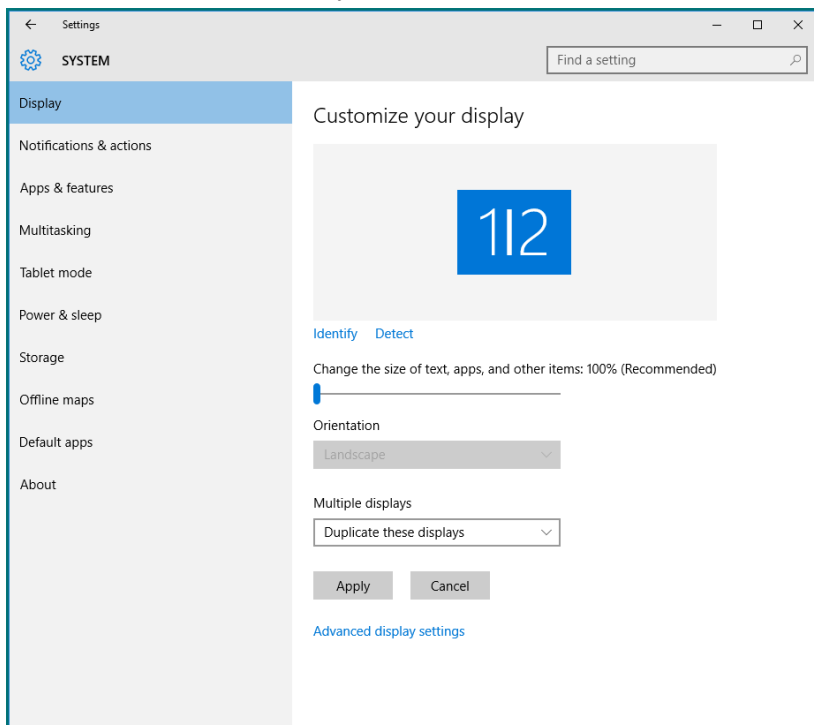 Settings
SYSTEM
Find a setting
Display
Notifications & actions
Apps & features
Multitasking
Tablet mode
Power & sleep
Storage
Offline maps
Default apps
About
Customize your display
1|2
Identify Detect
Change the size of text, apps, and other items: 100% (Recommended)
Orientation
Landscape
Multiple displays
Duplicate these displays
Apply Cancel
Advanced display settings